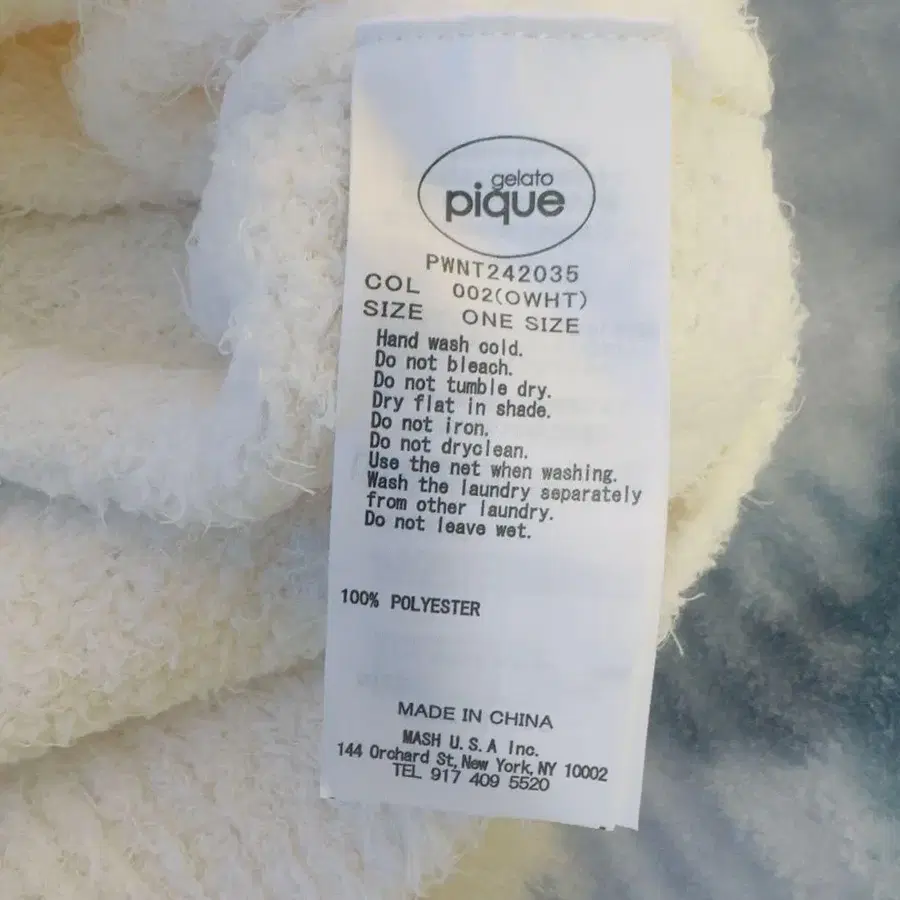 gelato
pique
PWNT242035
COL 002(OWHT)
SIZE ONE SIZE
Hand wash cold.
Do not bleach.
Do not tumble dry.
Dry flat in shade.
Do not iron.
Do not dryclean.
Use the net when washing.
Wash the laundry separately
from other laundry.
Do not leave wet.
100% POLYESTER
MADE IN CHINA
MASH U.S.A Inc.
144 Orchard St, New York, NY 10002
TEL 917 409 5520